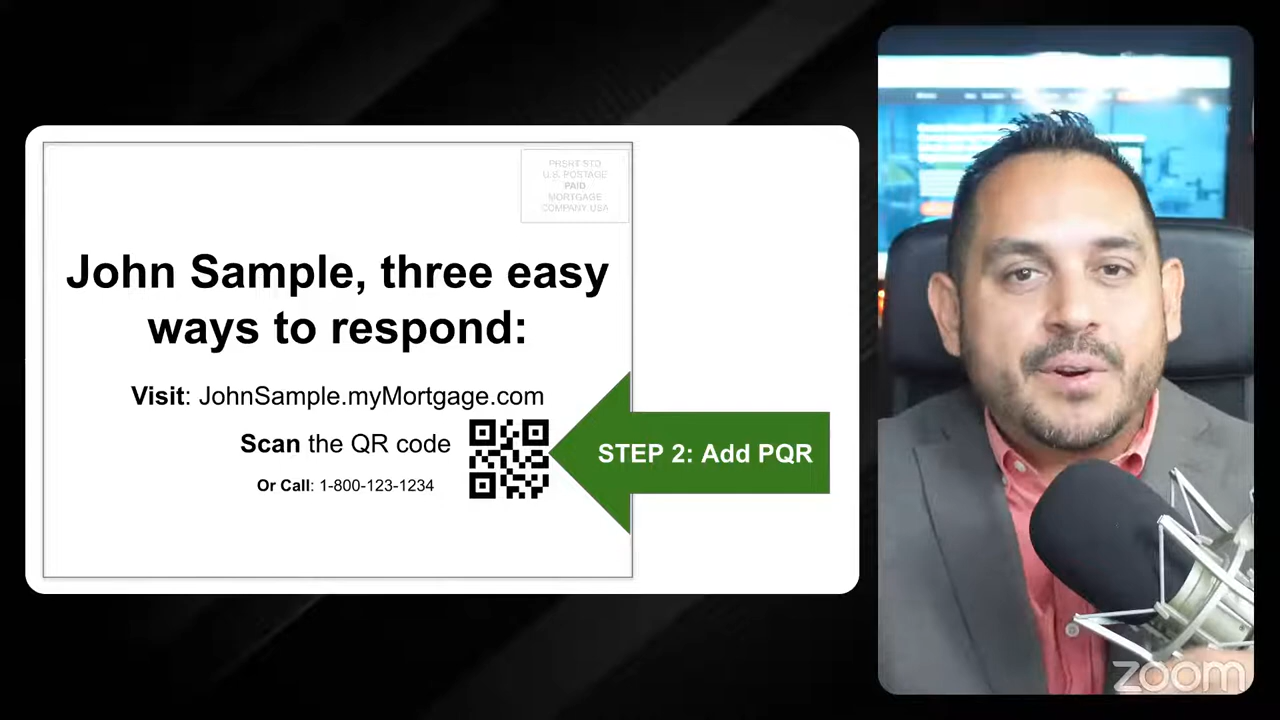 PRSRT STD
U.S. POSTAGE
PAID
MORTGAGE
COMPANY USA
John Sample, three easy
ways to respond:
Visit: JohnSample.myMortgage.com
Scan the QR code
Or Call: 1-800-123-1234
STEP 2: Add PQR
zoom